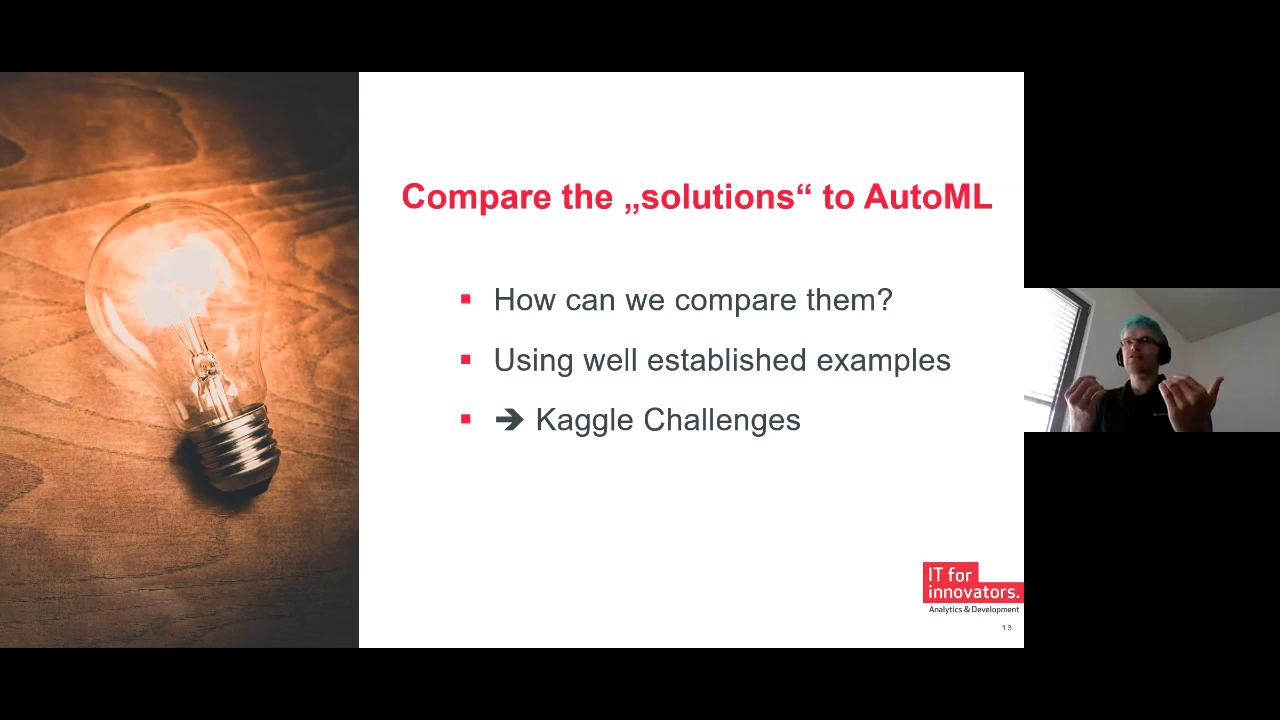 Compare the „solutions“ to AutoML
▪ How can we compare them?
▪ Using well established examples
▪ ➔ Kaggle Challenges
IT for
innovators.
Analytics & Development
13